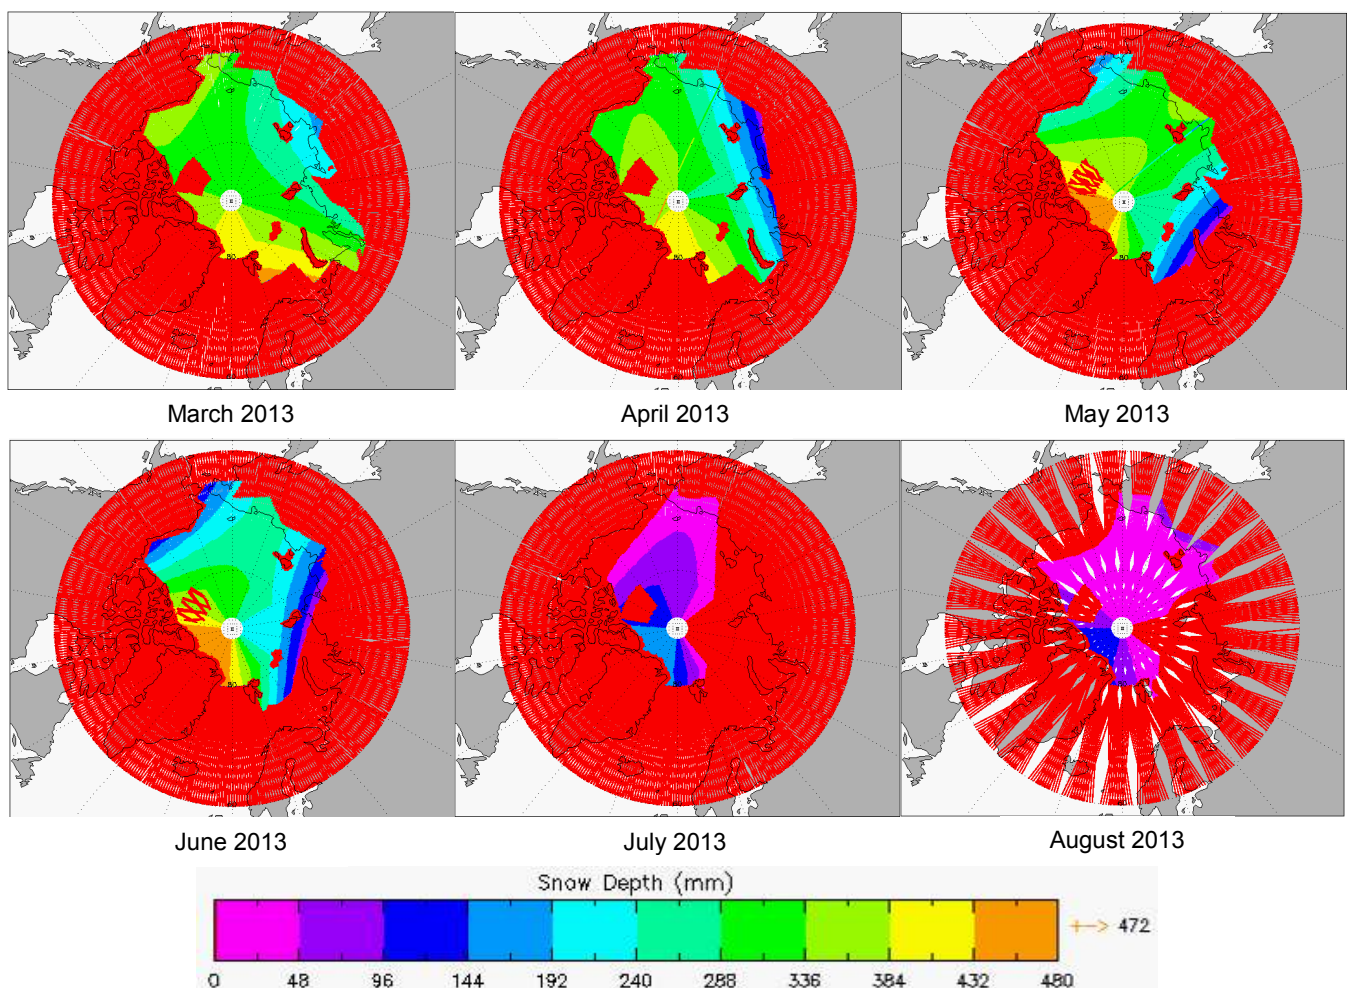 March 2013
April 2013
May 2013
June 2013
July 2013
August 2013
Snow Depth (mm)
+--> 472
0 48 96 144 192 240 288 336 384 432 480